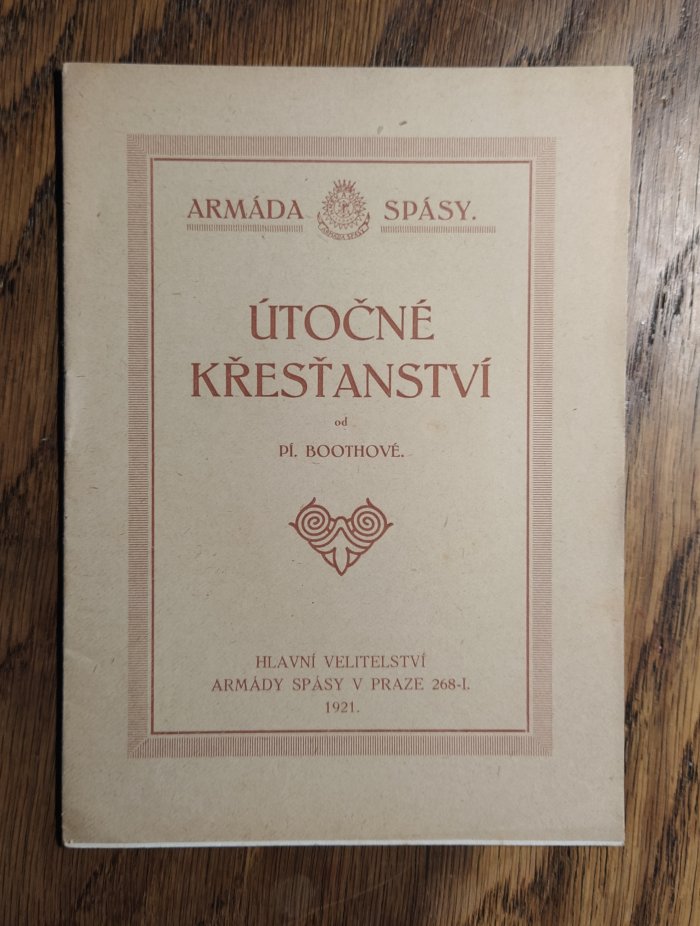 ARMÁDA SPÁSY.
ÚTOČNÉ
KŘESŤANSTVÍ
od
PÍ. BOOTHOVÉ.
HLAVNÍ VELITELSTVÍ
ARMÁDY SPÁSY V PRAZE 268-I.
1921.